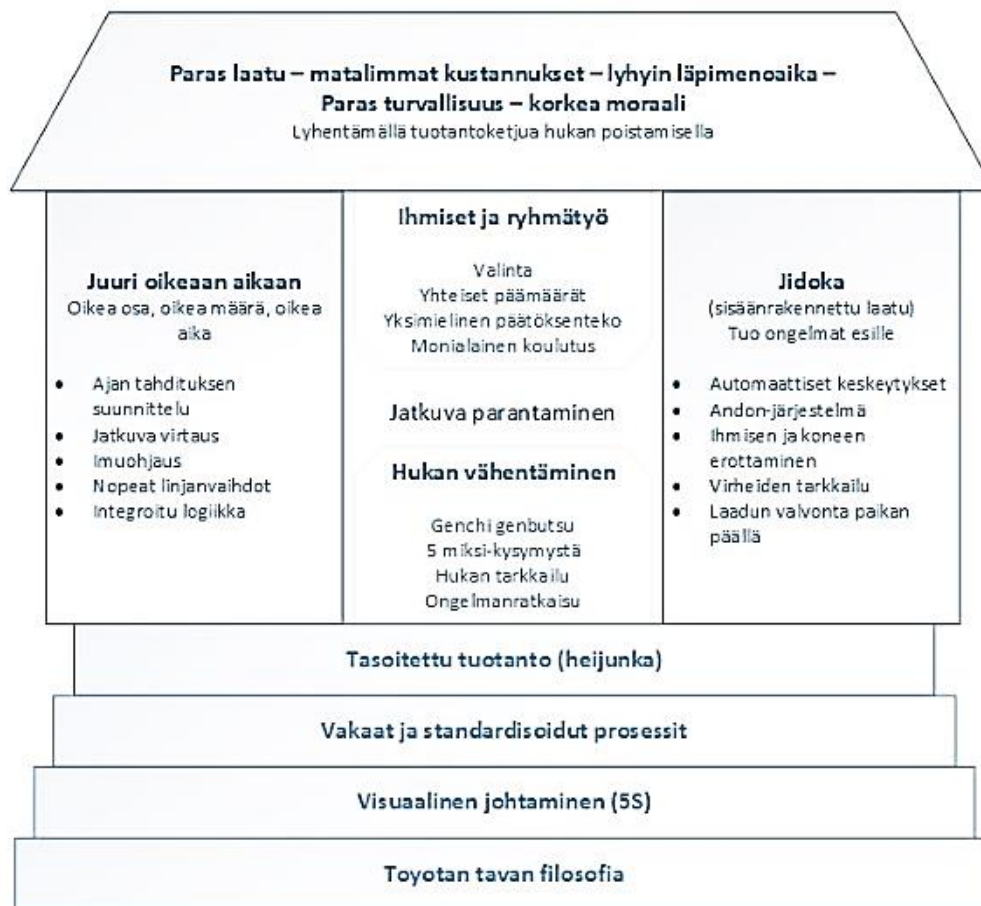 Paras laatu – matalimmat kustannukset – lyhyin läpimenoaika –
Paras turvallisuus – korkea moraali
Lyhentämällä tuotantoketjua hukan poistamisella
Juuri oikeaan aikaan
Oikea osa, oikea määrä, oikea
aika
• Ajan tahdituksen
suunnittelu
• Jatkuva virtaus
• Imuohjaus
• Nopeat linjanvaihdot
• Integroitu logiikka
Ihmiset ja ryhmätyö
Valinta
Yhteiset päämäärät
Yksimielinen päätöksenteko
Monialainen koulutus
Jatkuva parantaminen
Hukan vähentäminen
Genchi genbutsu
5 miksi-kysymystä
Hukan tarkkailu
Ongelmanratkaisu
Jidoka
(sisäänrakennettu laatu)
Tuo ongelmat esille
• Automaattiset keskeytykset
• Andon-järjestelmä
• Ihmisen ja koneen
erottaminen
• Virheiden tarkkailu
• Laadun valvonta paikan
päällä
Tasoitettu tuotanto (heijunka)
Vakaat ja standardisoidut prosessit
Visuaalinen johtaminen (5S)
Toyotan tavan filosofia